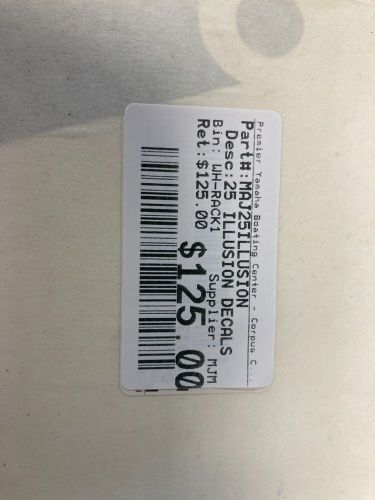 Premier Yamaha Boating Center - Corpus C...
Part#:MAJ25ILLUSION
Desc:25 ILLUSION DECALS
Bin: WH-RACK1 Supplier: MJM
Ret:$125.00
$125.00